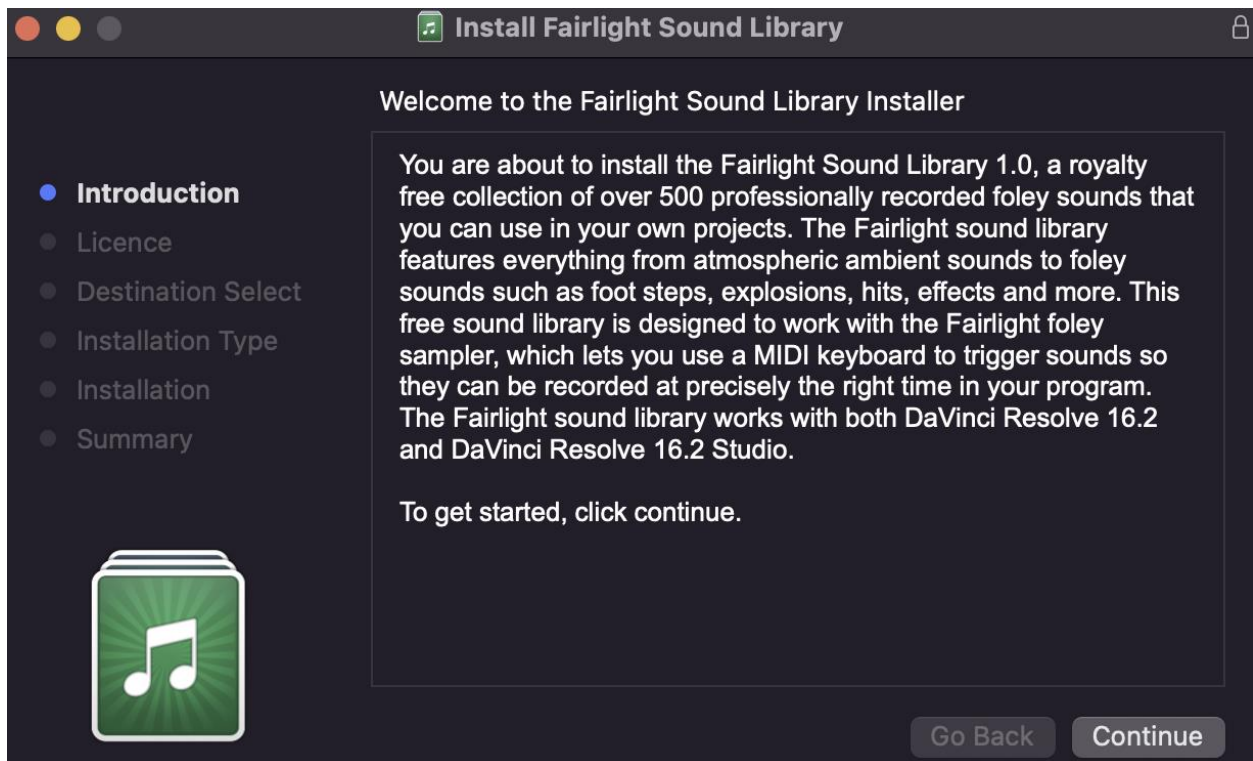 Install Fairlight Sound Library
Welcome to the Fairlight Sound Library Installer
Introduction
Licence
Destination Select
Installation Type
Installation
Summary
You are about to install the Fairlight Sound Library 1.0, a royalty
free collection of over 500 professionally recorded foley sounds that
you can use in your own projects. The Fairlight sound library
features everything from atmospheric ambient sounds to foley
sounds such as foot steps, explosions, hits, effects and more. This
free sound library is designed to work with the Fairlight foley
sampler, which lets you use a MIDI keyboard to trigger sounds so
they can be recorded at precisely the right time in your program.
The Fairlight sound library works with both DaVinci Resolve 16.2
and DaVinci Resolve 16.2 Studio.
To get started, click continue.
Go Back
Continue